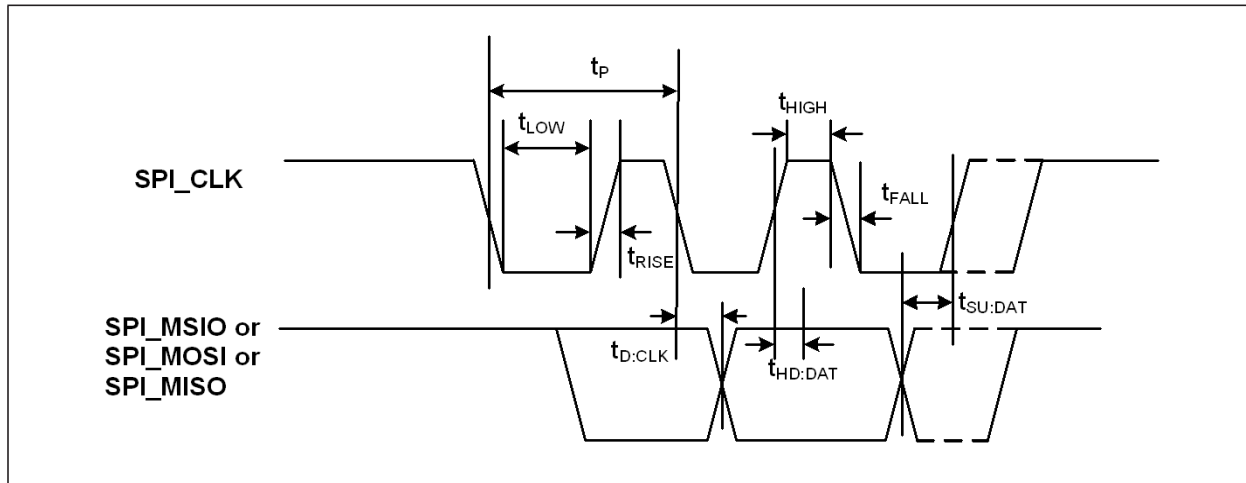 tP
tHIGH
tLOW
SPI_CLK
tFALL
tRISE
tSU:DAT
SPI_MSIO or
SPI_MOSI or
SPI_MISO
tD:CLK
tHD:DAT